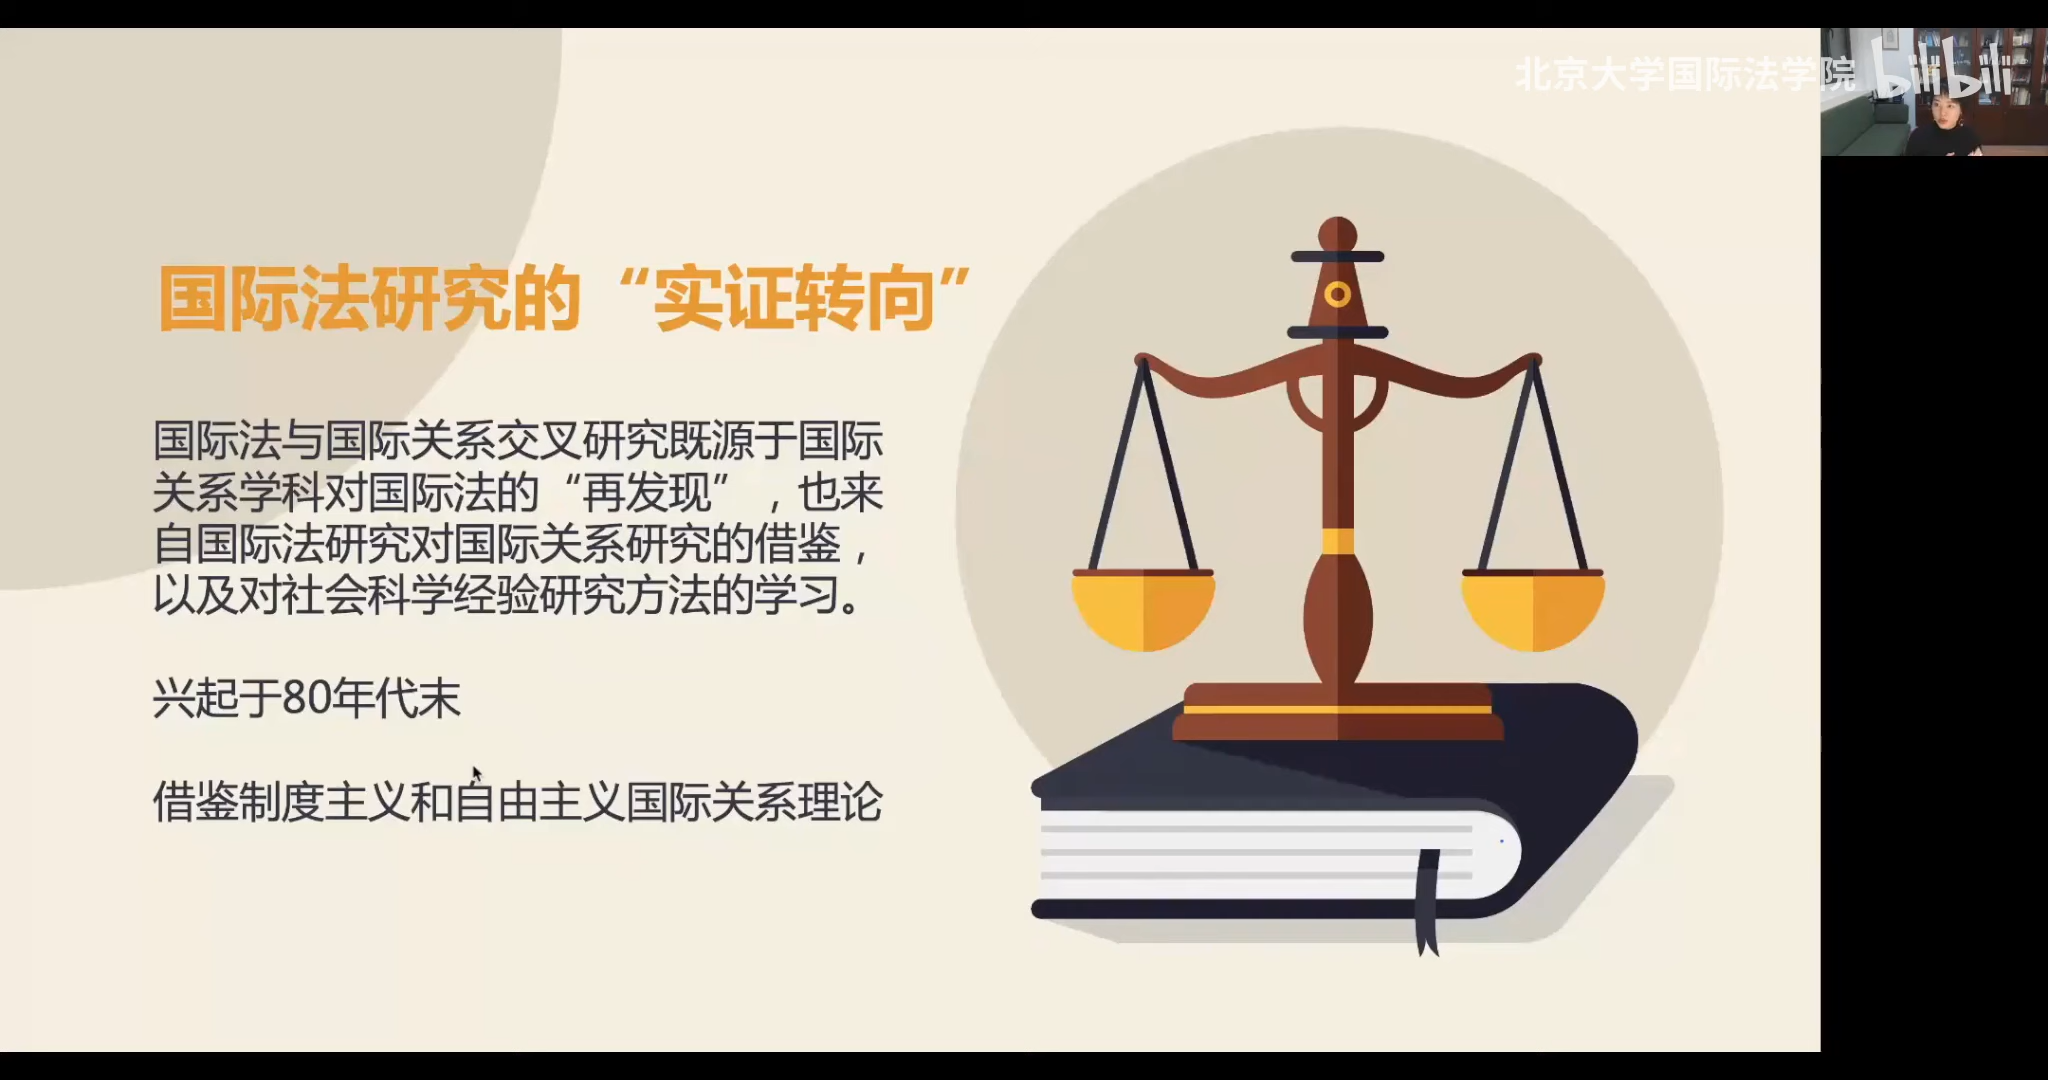 北京大学国际法学院 bilibili
国际法研究的“实证转向”
国际法与国际关系交叉研究既源于国际
关系学科对国际法的“再发现”，也来
自国际法研究对国际关系研究的借鉴，
以及对社会科学经验研究方法的学习。
兴起于80年代末
借鉴制度主义和自由主义国际关系理论